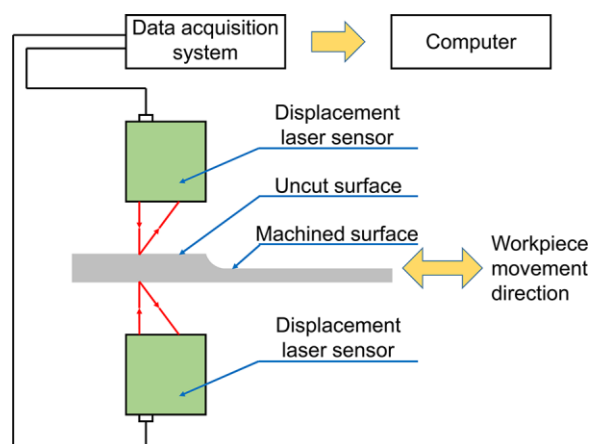 Data acquisition
system
Computer
Displacement
laser sensor
Uncut surface
Machined surface
Workpiece
movement
direction
Displacement
laser sensor